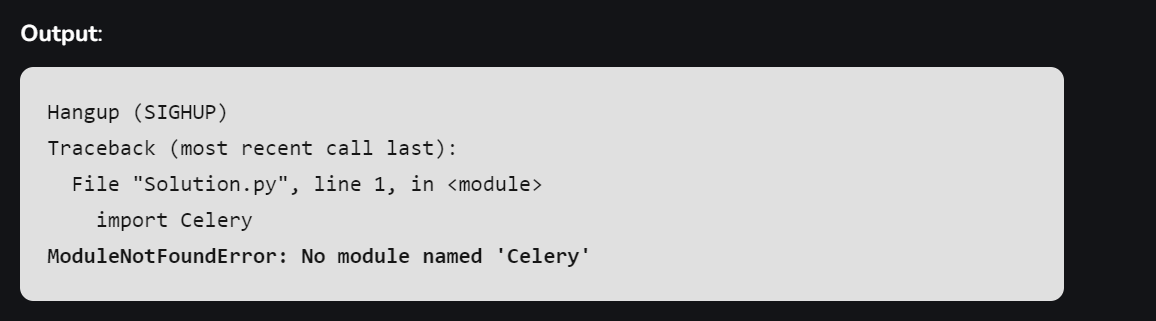 Output:
Hangup (SIGHUP)
Traceback (most recent call last):
  File "Solution.py", line 1, in <module>
    import Celery
ModuleNotFoundError: No module named 'Celery'